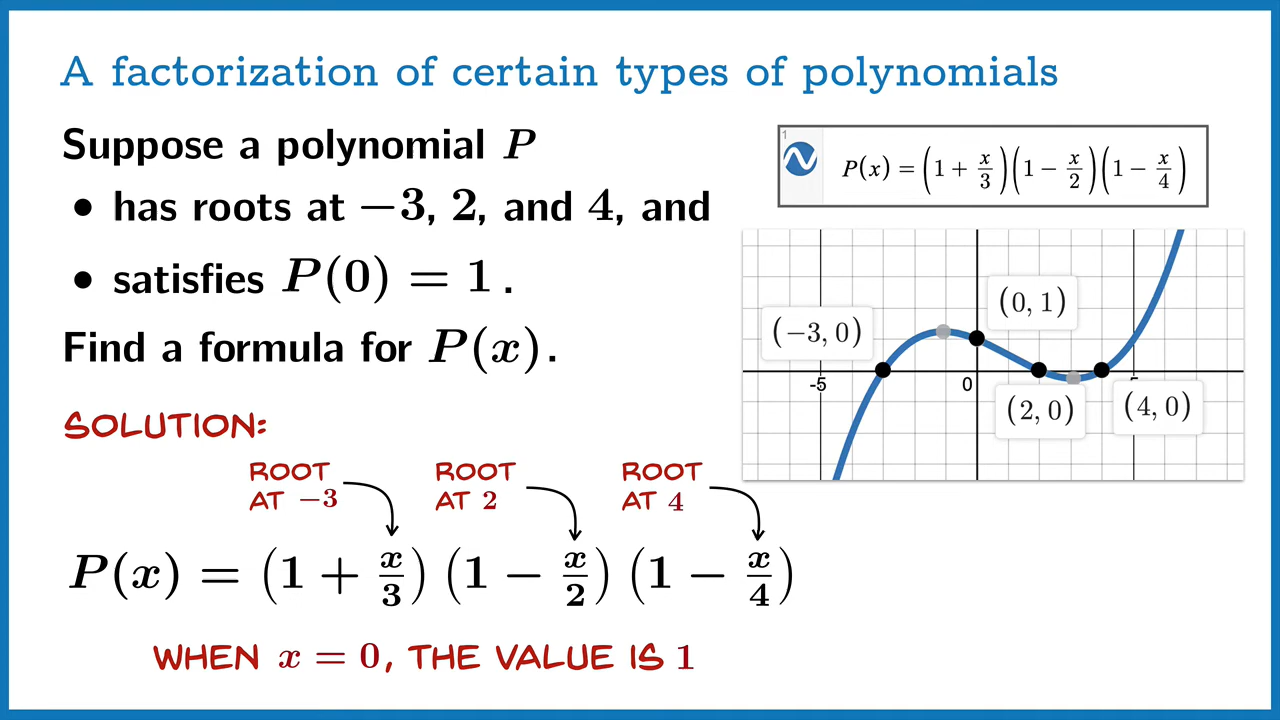 A factorization of certain types of polynomials
Suppose a polynomial P
• has roots at −3, 2, and 4, and
• satisfies P(0) = 1.
Find a formula for P(x).
SOLUTION:
ROOT
AT −3
ROOT
AT 2
ROOT
AT 4
P(x) = (1 + x/3)(1 − x/2)(1 − x/4)
WHEN x = 0, THE VALUE IS 1
1
P(x) = (1 + x/3)(1 − x/2)(1 − x/4)
(0, 1)
(−3, 0)
-5
0
5
(2, 0)
(4, 0)